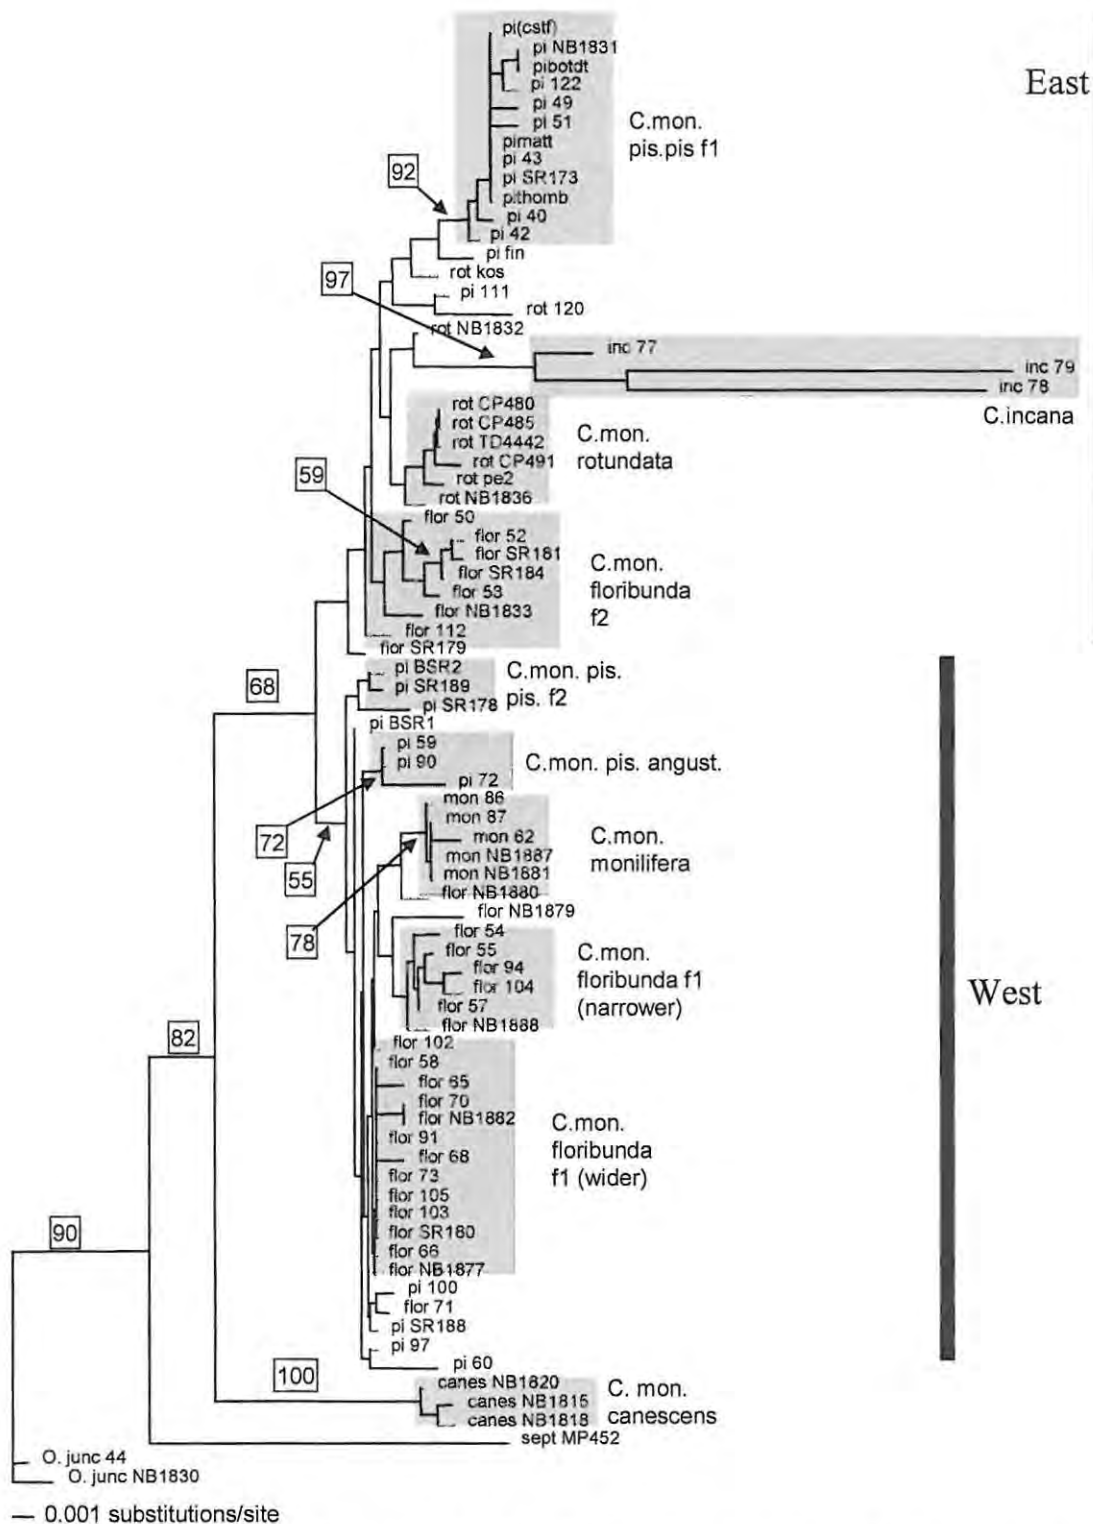 pi(cstf)
pi NB1831
pibotdt
pi 122
pi 49
pi 51
pimatt
pi 43
pi SR173
pithomb
pi 40
pi 42
C.mon.
pis.pis f1
East
92
pi fin
rot kos
97
pi 111
rot 120
rot NB1832
inc 77
inc 79
inc 78
C.incana
rot CP480
rot CP485
rot TD4442
rot CP491
rot pe2
rot NB1836
C.mon.
rotundata
59
flor 50
flor 52
flor SR181
flor SR184
flor 53
flor NB1833
flor 112
C.mon.
floribunda
f2
flor SR179
68
pi BSR2
pi SR189
pi SR178
C.mon. pis.
pis. f2
pi BSR1
pi 59
pi 90
pi 72
C.mon. pis. angust.
72
55
78
mon 86
mon 87
mon 62
mon NB1887
mon NB1881
flor NB1880
C.mon.
monilifera
flor NB1879
flor 54
flor 55
flor 94
flor 104
flor 57
flor NB1888
C.mon.
floribunda f1
(narrower)
West
82
flor 102
flor 58
flor 65
flor 70
flor NB1882
flor 91
flor 68
flor 73
flor 105
flor 103
flor SR180
flor 66
flor NB1877
C.mon.
floribunda
f1 (wider)
90
pi 100
flor 71
pi SR188
pi 97
pi 60
100
canes NB1820
canes NB1815
canes NB1818
C. mon.
canescens
sept MP452
O. junc 44
O. junc NB1830
0.001 substitutions/site